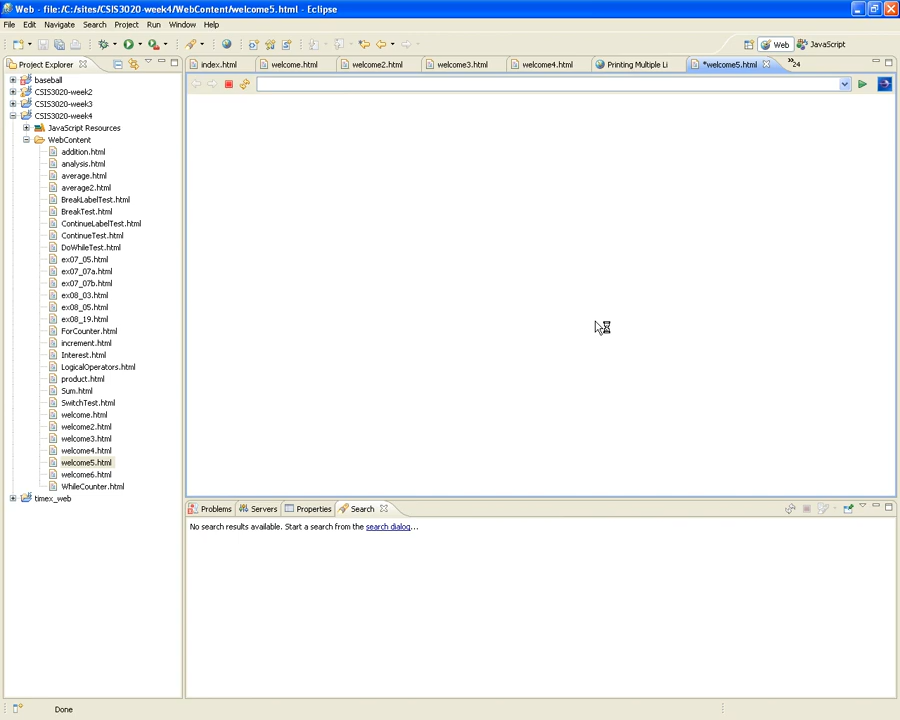 Web - file:/C:/sites/CSIS3020-week4/WebContent/welcome5.html - Eclipse
File Edit Navigate Search Project Run Window Help
Web JavaScript
Project Explorer
index.html welcome.html welcome2.html welcome3.html welcome4.html Printing Multiple Li *welcome5.html 24
baseball
CSIS3020-week2
CSIS3020-week3
CSIS3020-week4
JavaScript Resources
WebContent
addition.html
analysis.html
average.html
average2.html
BreakLabelTest.html
BreakTest.html
ContinueLabelTest.html
ContinueTest.html
DoWhileTest.html
ex07_05.html
ex07_07a.html
ex07_07b.html
ex08_03.html
ex08_05.html
ex08_19.html
ForCounter.html
increment.html
Interest.html
LogicalOperators.html
product.html
Sum.html
SwitchTest.html
welcome.html
welcome2.html
welcome3.html
welcome4.html
welcome5.html
welcome6.html
WhileCounter.html
timex_web
Problems Servers Properties Search
No search results available. Start a search from the search dialog...
Done